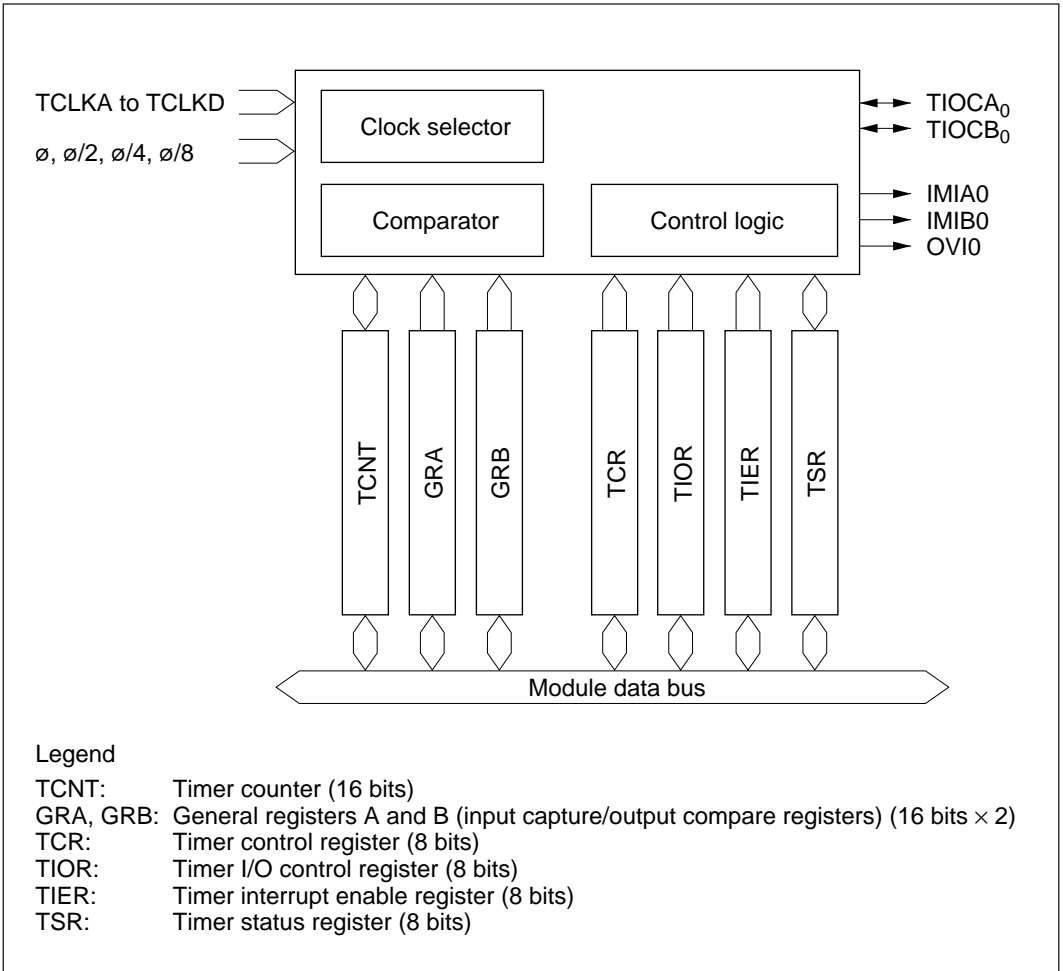 TCLKA to TCLKD
ø, ø/2, ø/4, ø/8
Clock selector
Comparator
Control logic
TIOCA0
TIOCB0
IMIA0
IMIB0
OVI0
TCNT
GRA
GRB
TCR
TIOR
TIER
TSR
Module data bus
Legend
TCNT: Timer counter (16 bits)
GRA, GRB: General registers A and B (input capture/output compare registers) (16 bits × 2)
TCR: Timer control register (8 bits)
TIOR: Timer I/O control register (8 bits)
TIER: Timer interrupt enable register (8 bits)
TSR: Timer status register (8 bits)